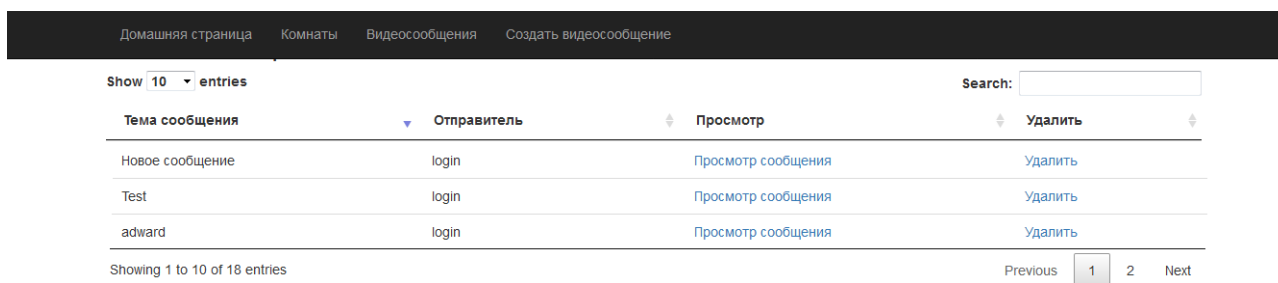 Домашняя страница Комнаты Видеосообщения Создать видеосообщение
Show 10 entries Search:
Тема сообщения Отправитель Просмотр Удалить
Новое сообщение login Просмотр сообщения Удалить
Test login Просмотр сообщения Удалить
adward login Просмотр сообщения Удалить
Showing 1 to 10 of 18 entries Previous 1 2 Next